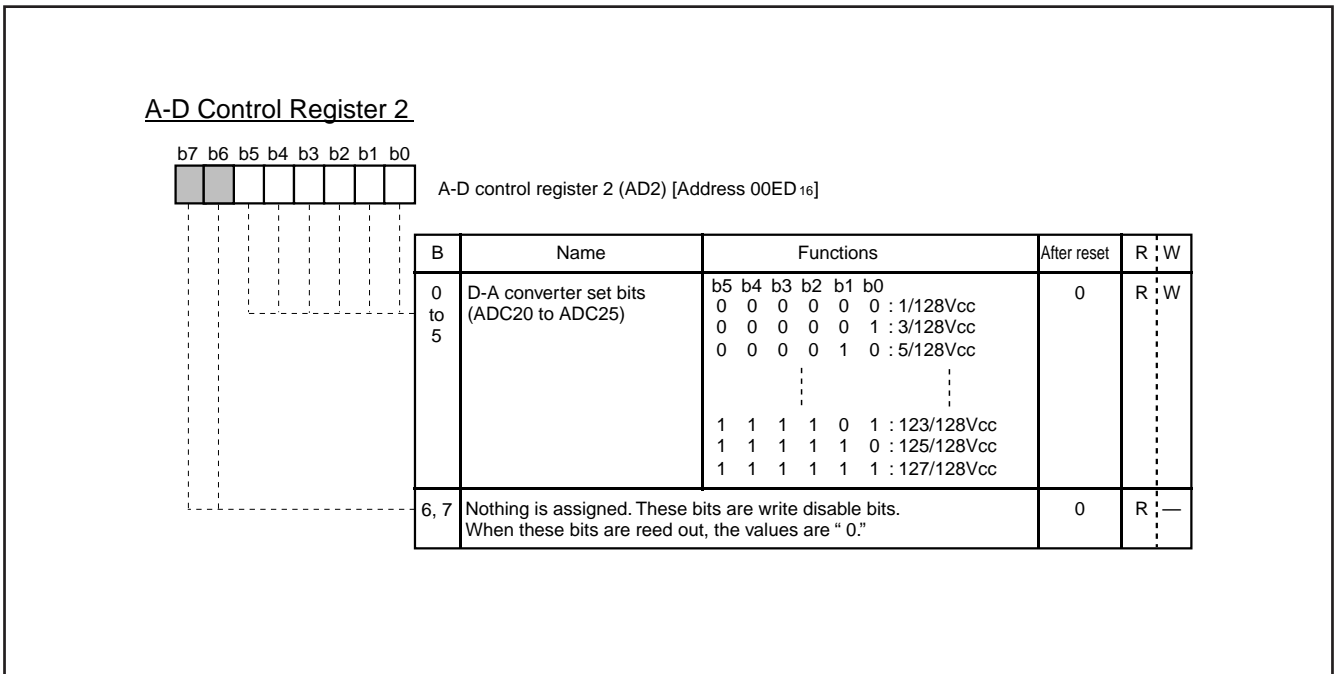 A-D Control Register 2
b7 b6 b5 b4 b3 b2 b1 b0
A-D control register 2 (AD2) [Address 00ED16]
B Name Functions After reset R W
0 to 5 D-A converter set bits (ADC20 to ADC25) 0 R W
b5 b4 b3 b2 b1 b0
0 0 0 0 0 0 : 1/128Vcc
0 0 0 0 0 1 : 3/128Vcc
0 0 0 0 1 0 : 5/128Vcc
1 1 1 1 0 1 : 123/128Vcc
1 1 1 1 1 0 : 125/128Vcc
1 1 1 1 1 1 : 127/128Vcc
6, 7 Nothing is assigned. These bits are write disable bits. 0 R —
When these bits are reed out, the values are “ 0.”